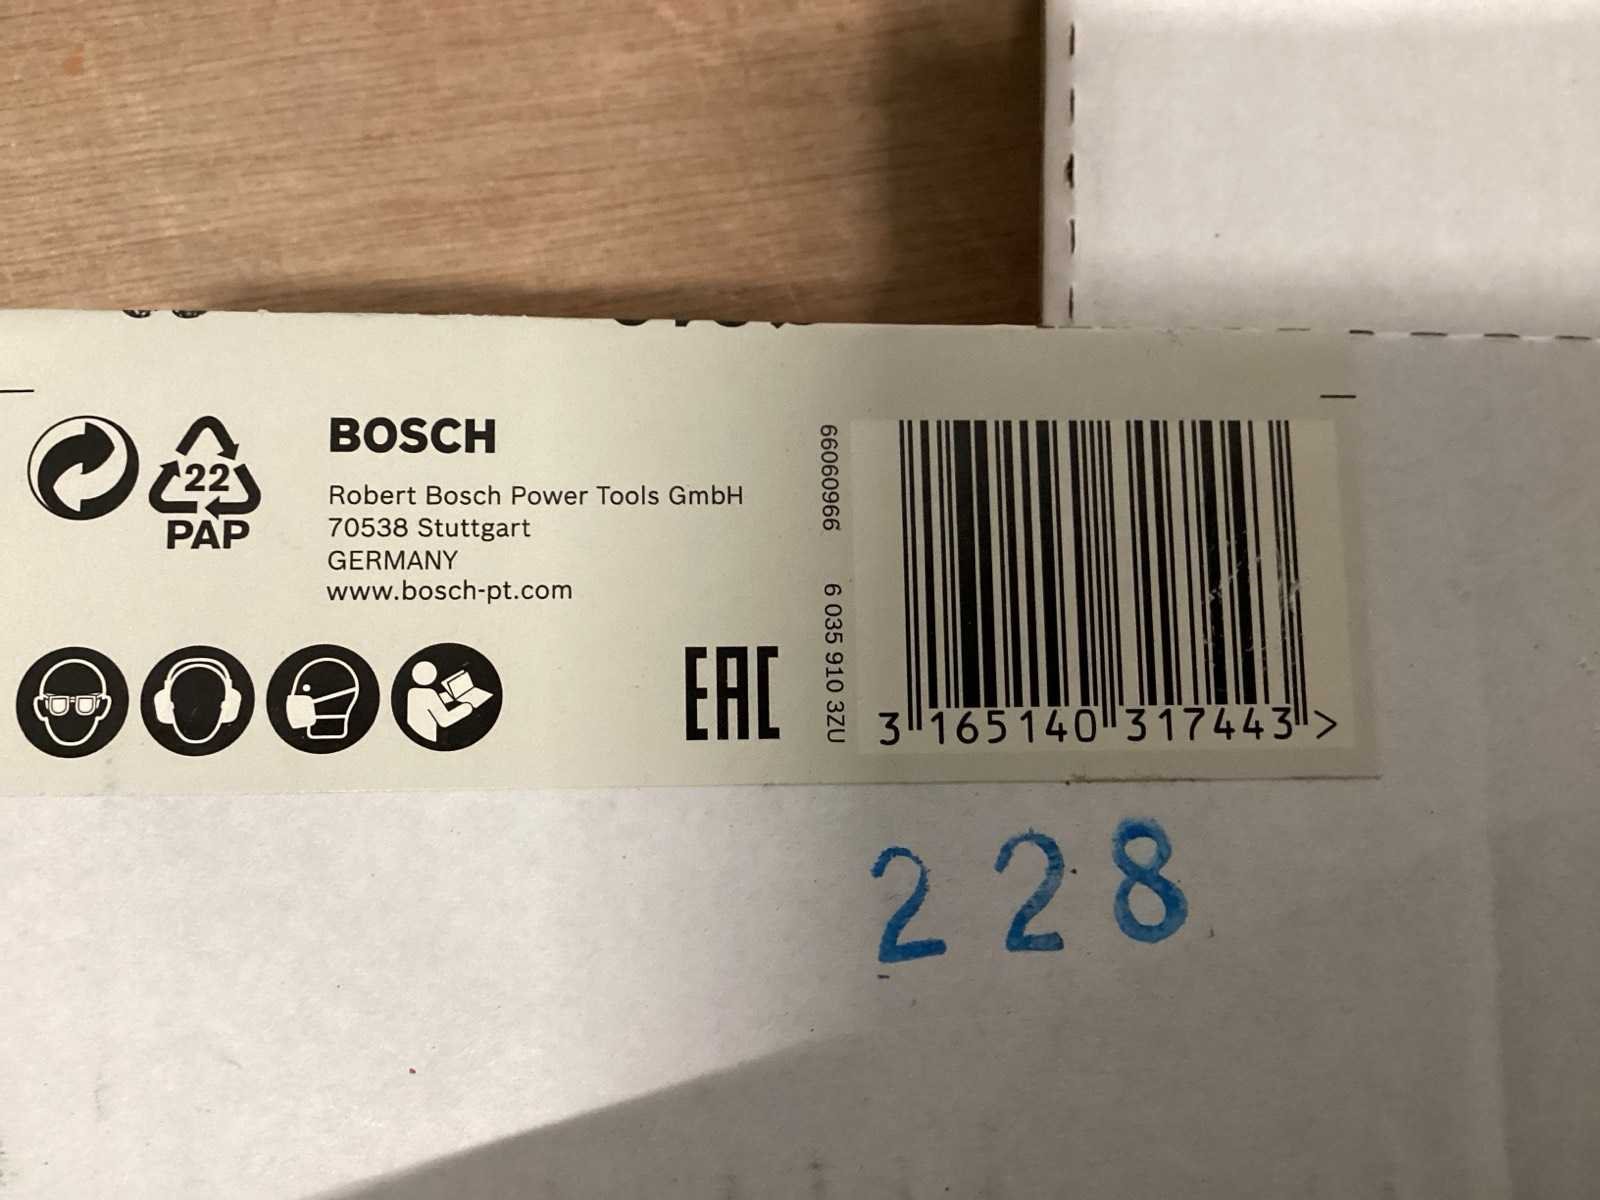 22
PAP
BOSCH
Robert Bosch Power Tools GmbH
70538 Stuttgart
GERMANY
www.bosch-pt.com
EAC
66060966 6 035 910 3ZU
3 165140 317443 >
228